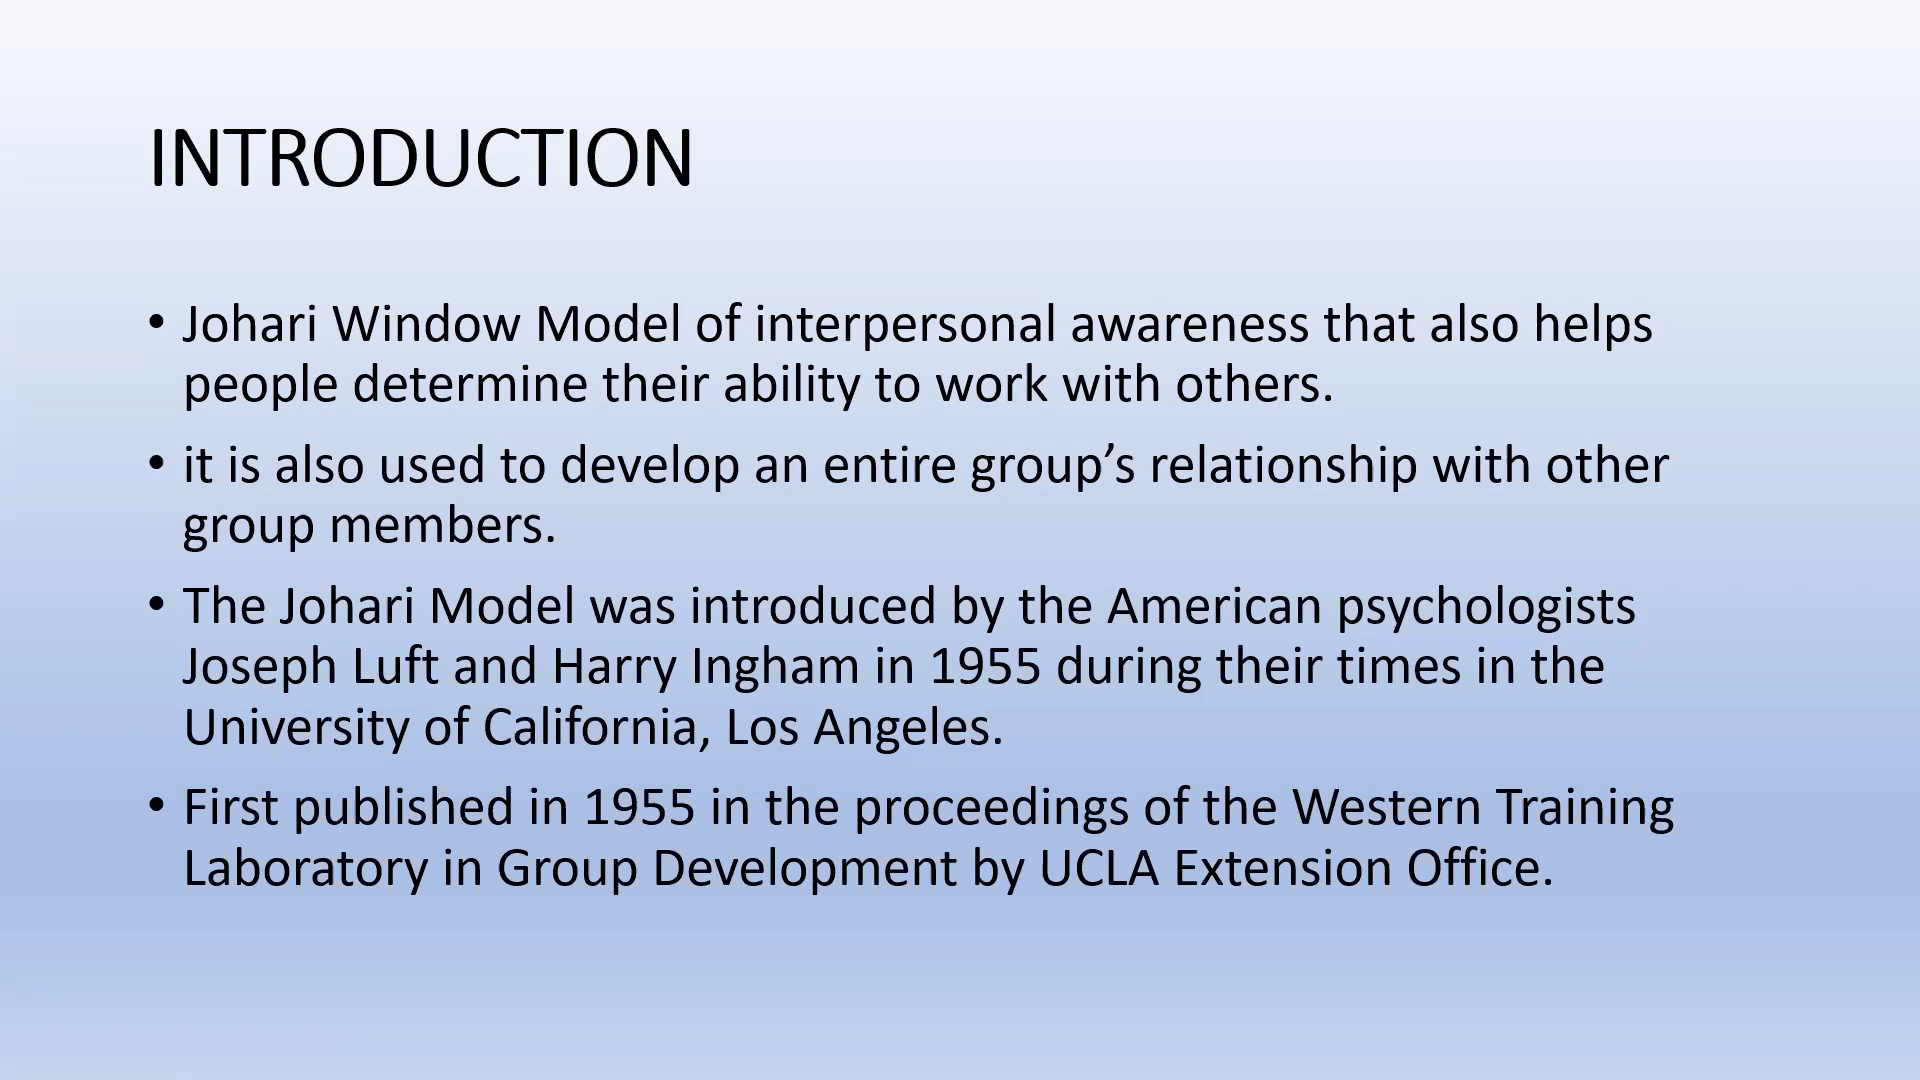 INTRODUCTION
• Johari Window Model of interpersonal awareness that also helps
people determine their ability to work with others.
• it is also used to develop an entire group’s relationship with other
group members.
• The Johari Model was introduced by the American psychologists
Joseph Luft and Harry Ingham in 1955 during their times in the
University of California, Los Angeles.
• First published in 1955 in the proceedings of the Western Training
Laboratory in Group Development by UCLA Extension Office.